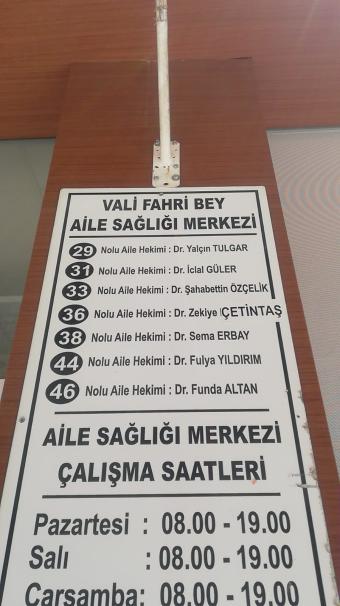 VALİ FAHRİ BEY
AİLE SAĞLIĞI MERKEZİ
29 Nolu Aile Hekimi : Dr. Yalçın TULGAR
31 Nolu Aile Hekimi : Dr. İclal GÜLER
33 Nolu Aile Hekimi : Dr. Şahabettin ÖZÇELİK
36 Nolu Aile Hekimi : Dr. Zekiye ÇETİNTAŞ
38 Nolu Aile Hekimi : Dr. Sema ERBAY
44 Nolu Aile Hekimi : Dr. Fulya YILDIRIM
46 Nolu Aile Hekimi : Dr. Funda ALTAN
AİLE SAĞLIĞI MERKEZİ
ÇALIŞMA SAATLERİ
Pazartesi : 08.00 - 19.00
Salı : 08.00 - 19.00
Çarşamba: 08.00 - 19.00